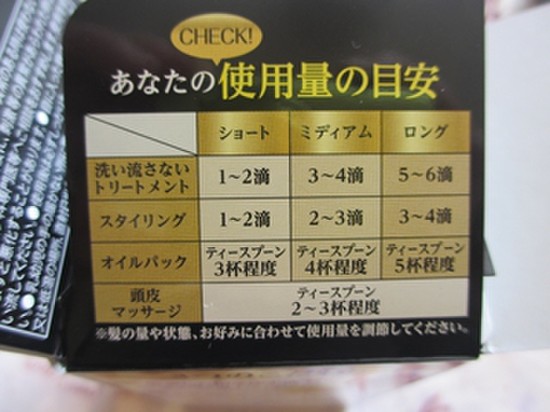 CHECK!
あなたの使用量の目安
ショート ミディアム ロング
洗い流さない
トリートメント 1~2滴 3~4滴 5~6滴
スタイリング 1~2滴 2~3滴 3~4滴
オイルパック ティースプーン 3杯程度 ティースプーン 4杯程度 ティースプーン 5杯程度
頭皮
マッサージ ティースプーン 2~3杯程度
※髪の量や状態、お好みに合わせて使用量を調節してください。